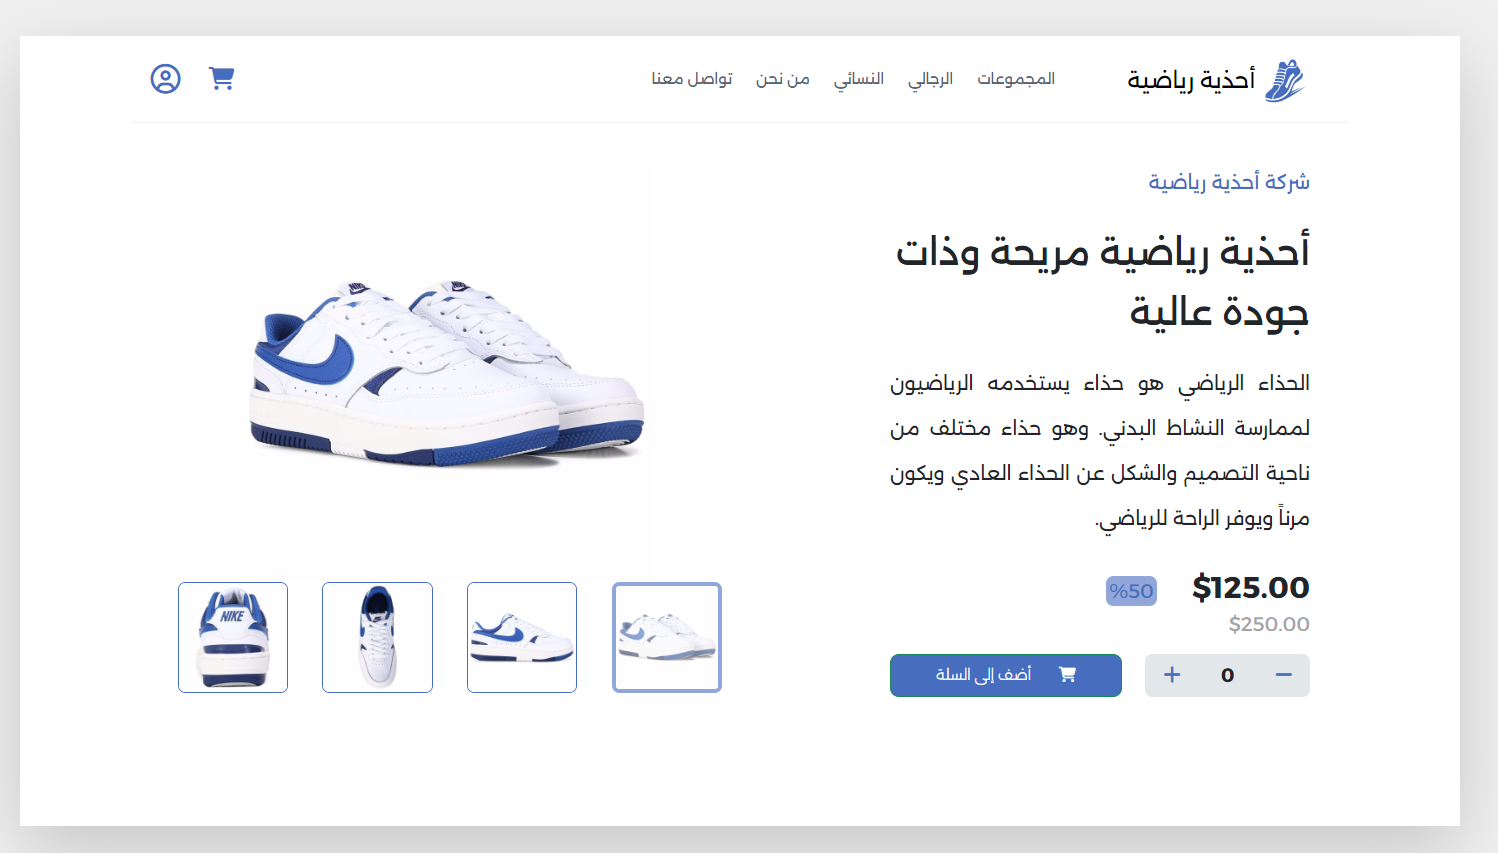 أحذية رياضية
المجموعات
الرجالي
النسائي
من نحن
تواصل معنا
شركة أحذية رياضية
أحذية رياضية مريحة وذات
جودة عالية
الحذاء الرياضي هو حذاء يستخدمه الرياضيون
لممارسة النشاط البدني. وهو حذاء مختلف من
ناحية التصميم والشكل عن الحذاء العادي ويكون
مرناً ويوفر الراحة للرياضي.
$125.00
%50
$250.00
− 0 +
أضف إلى السلة
NIKE